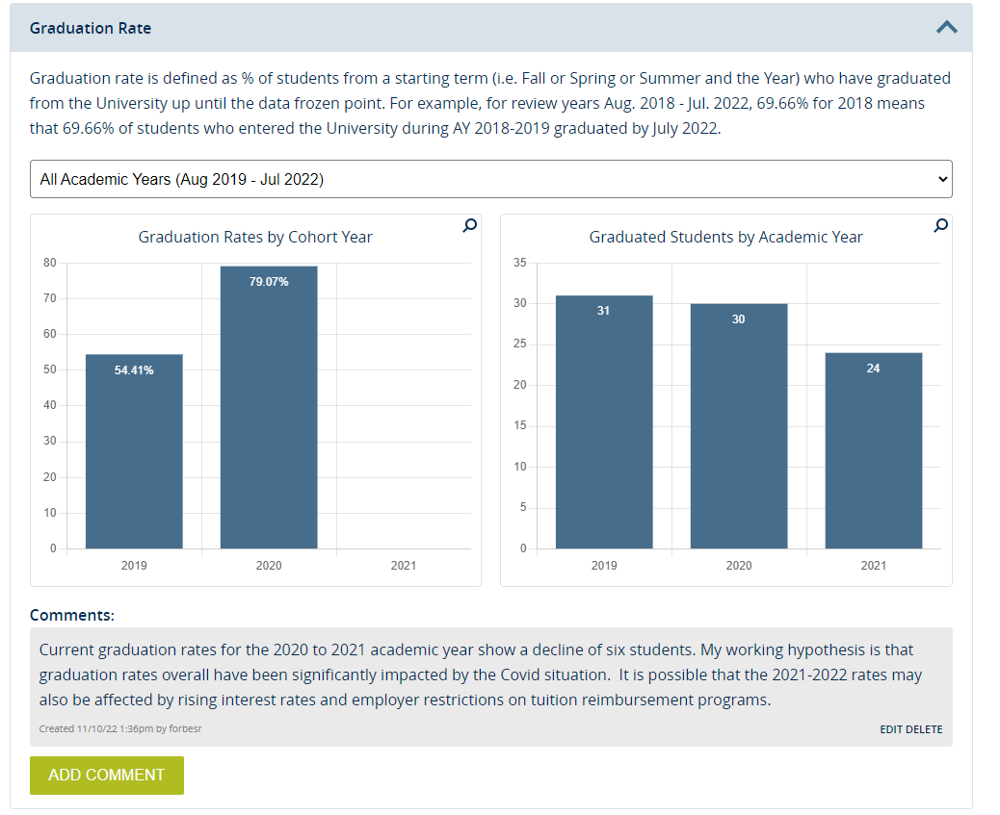 Graduation Rate
Graduation rate is defined as % of students from a starting term (i.e. Fall or Spring or Summer and the Year) who have graduated
from the University up until the data frozen point. For example, for review years Aug. 2018 - Jul. 2022, 69.66% for 2018 means
that 69.66% of students who entered the University during AY 2018-2019 graduated by July 2022.
All Academic Years (Aug 2019 - Jul 2022)
Graduation Rates by Cohort Year
80
70
60
50
40
30
20
10
0
79.07%
54.41%
2019 2020 2021
Graduated Students by Academic Year
35
30
25
20
15
10
5
0
31
30
24
2019 2020 2021
Comments:
Current graduation rates for the 2020 to 2021 academic year show a decline of six students. My working hypothesis is that
graduation rates overall have been significantly impacted by the Covid situation.  It is possible that the 2021-2022 rates may
also be affected by rising interest rates and employer restrictions on tuition reimbursement programs.
Created 11/10/22 1:36pm by forbesr
EDIT DELETE
ADD COMMENT